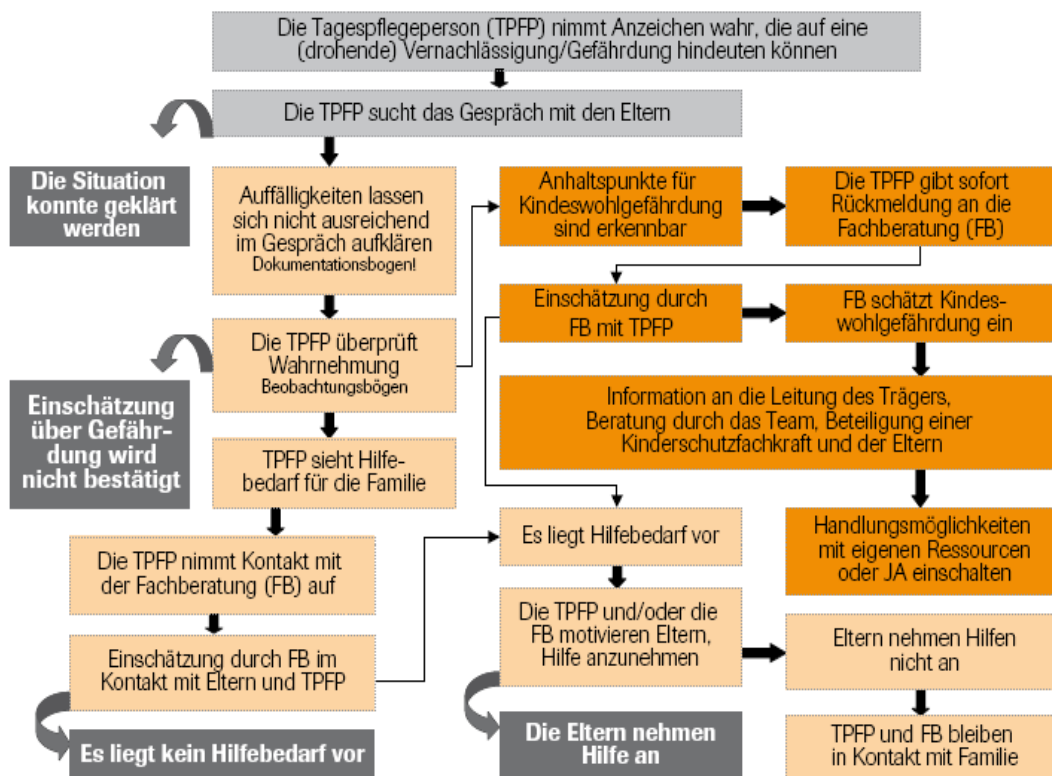 Die Tagespflegeperson (TPFP) nimmt Anzeichen wahr, die auf eine
(drohende) Vernachlässigung/Gefährdung hindeuten können
Die TPFP sucht das Gespräch mit den Eltern
Die Situation
konnte geklärt
werden
Auffälligkeiten lassen
sich nicht ausreichend
im Gespräch aufklären
Dokumentationsbogen!
Anhaltspunkte für
Kindeswohlgefährdung
sind erkennbar
Die TPFP gibt sofort
Rückmeldung an die
Fachberatung (FB)
Die TPFP überprüft
Wahrnehmung
Beobachtungsbögen
Einschätzung durch
FB mit TPFP
FB schätzt Kindes-
wohlgefährdung ein
Einschätzung
über Gefähr-
dung wird
nicht bestätigt
Information an die Leitung des Trägers,
Beratung durch das Team, Beteiligung einer
Kinderschutzfachkraft und der Eltern
TPFP sieht Hilfe-
bedarf für die Familie
Es liegt Hilfebedarf vor
Handlungsmöglichkeiten
mit eigenen Ressourcen
oder JA einschalten
Die TPFP nimmt Kontakt mit
der Fachberatung (FB) auf
Die TPFP und/oder die
FB motivieren Eltern,
Hilfe anzunehmen
Eltern nehmen Hilfen
nicht an
Einschätzung durch FB im
Kontakt mit Eltern und TPFP
Es liegt kein Hilfebedarf vor
Die Eltern nehmen
Hilfe an
TPFP und FB bleiben
in Kontakt mit Familie